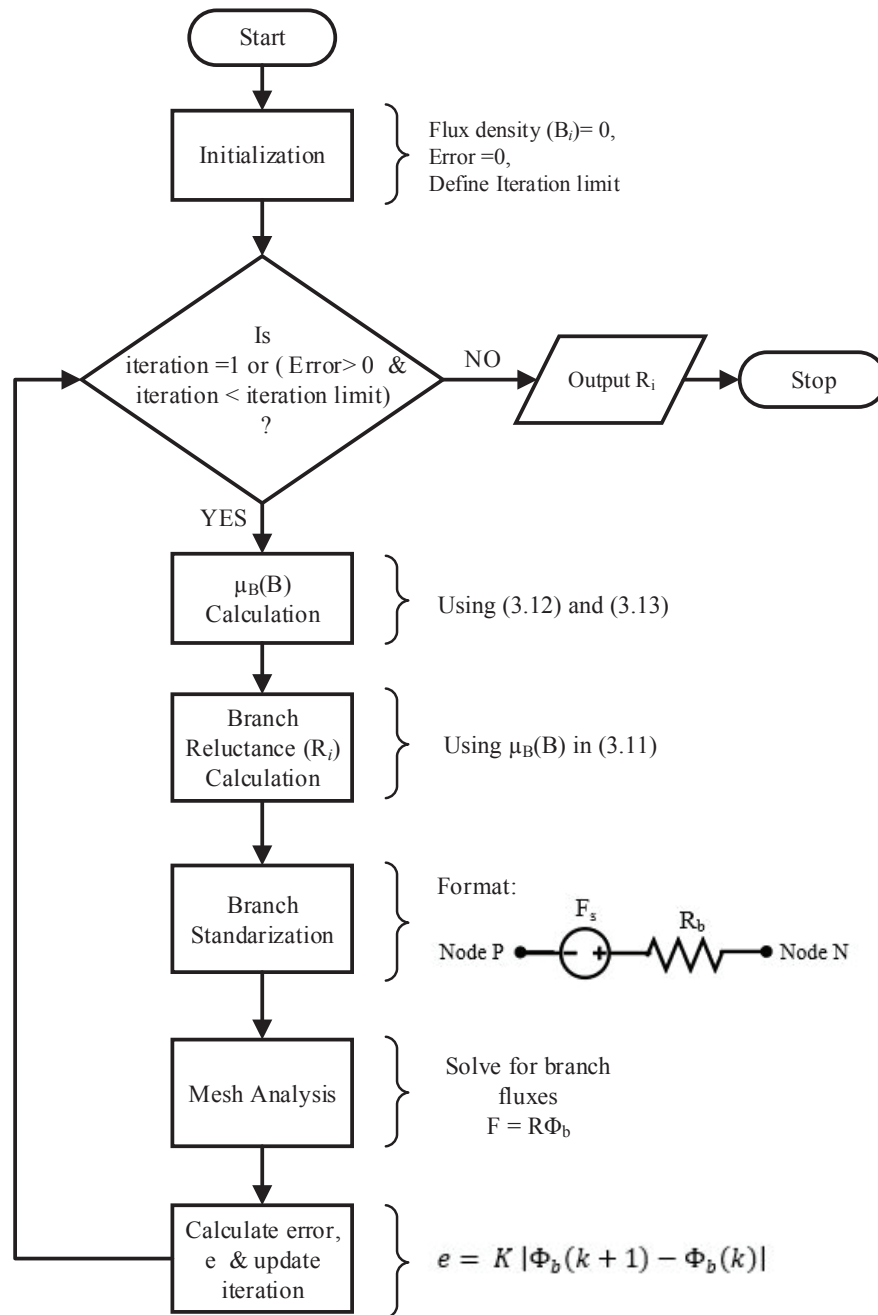 Start
Initialization
Flux density (Bᵢ)= 0,
Error =0,
Define Iteration limit
Is
iteration =1 or ( Error> 0 &
iteration < iteration limit)
?
NO
Output Rᵢ
Stop
YES
µ_B(B)
Calculation
Using (3.12) and (3.13)
Branch
Reluctance (Rᵢ)
Calculation
Using µ_B(B) in (3.11)
Branch
Standarization
Format:
F_s
R_b
Node P
- +
Node N
Mesh Analysis
Solve for branch
fluxes
F = RΦ_b
Calculate error,
e & update
iteration
e = K |Φ_b(k + 1) − Φ_b(k)|